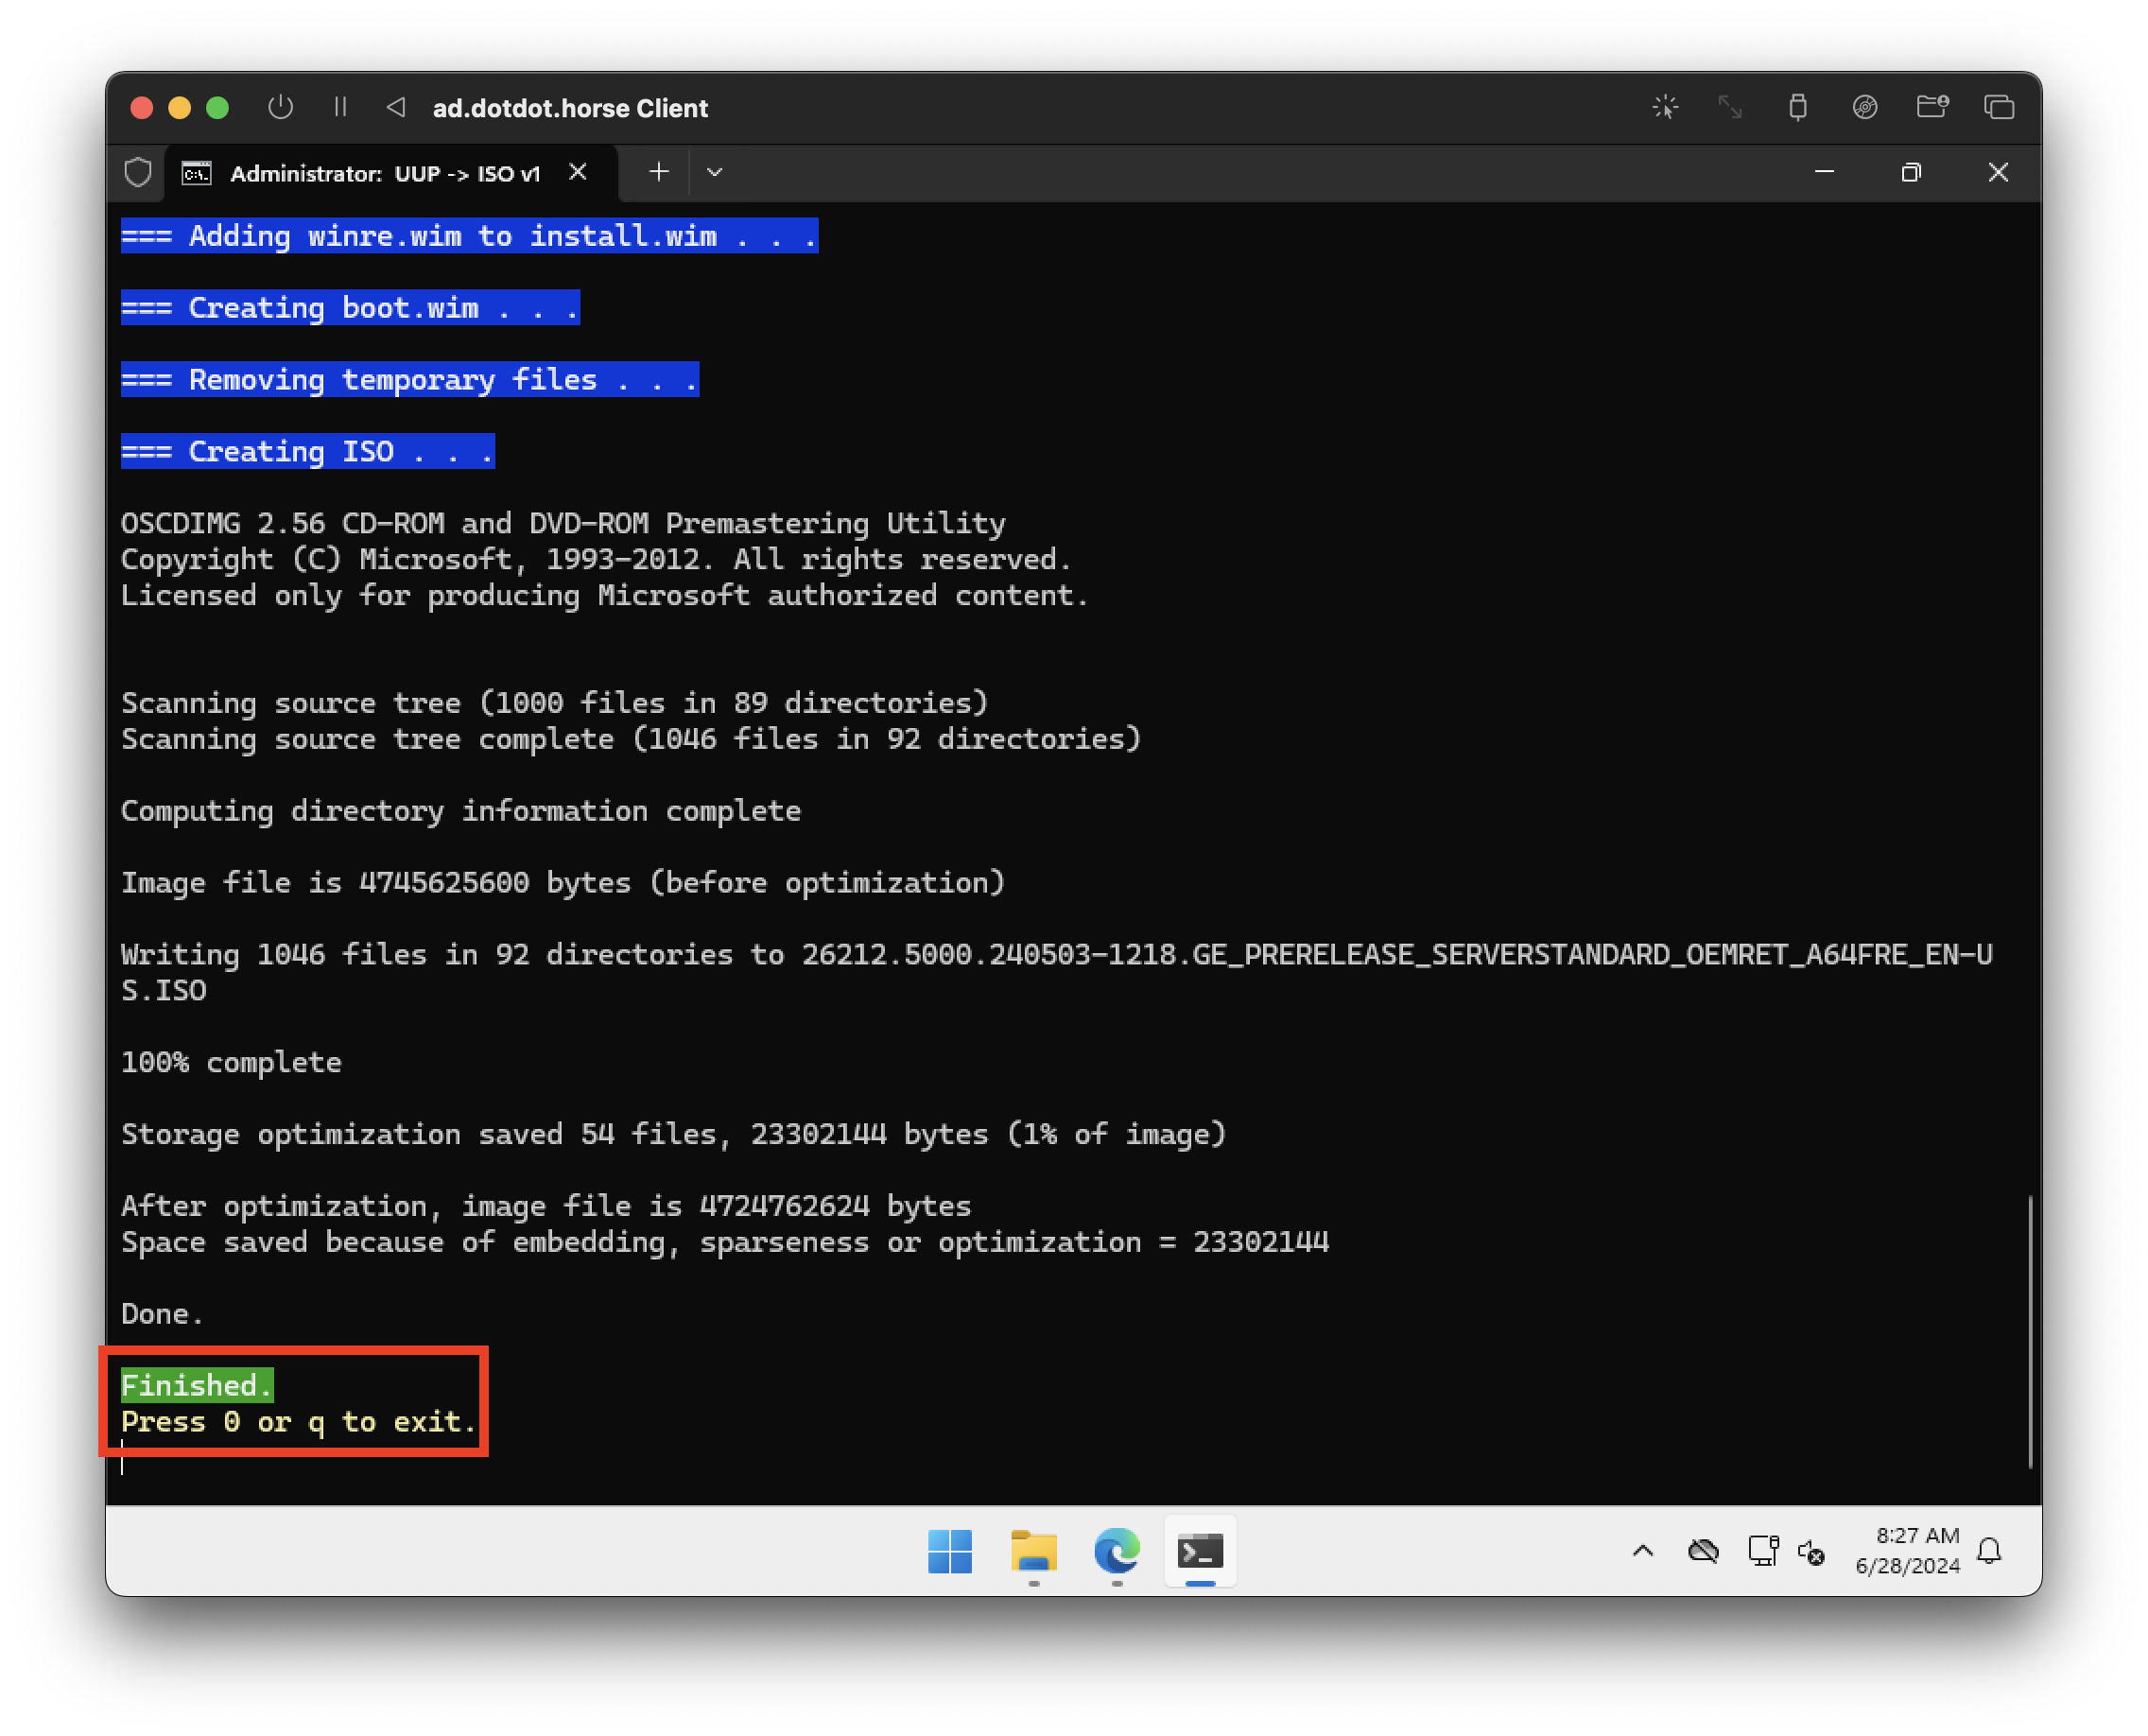 ad.dotdot.horse Client
Administrator: UUP -> ISO v1
=== Adding winre.wim to install.wim . . .
=== Creating boot.wim . . .
=== Removing temporary files . . .
=== Creating ISO . . .
OSCDIMG 2.56 CD-ROM and DVD-ROM Premastering Utility
Copyright (C) Microsoft, 1993-2012. All rights reserved.
Licensed only for producing Microsoft authorized content.
Scanning source tree (1000 files in 89 directories)
Scanning source tree complete (1046 files in 92 directories)
Computing directory information complete
Image file is 4745625600 bytes (before optimization)
Writing 1046 files in 92 directories to 26212.5000.240503-1218.GE_PRERELEASE_SERVERSTANDARD_OEMRET_A64FRE_EN-U
S.ISO
100% complete
Storage optimization saved 54 files, 23302144 bytes (1% of image)
After optimization, image file is 4724762624 bytes
Space saved because of embedding, sparseness or optimization = 23302144
Done.
Finished.
Press 0 or q to exit.
8:27 AM
6/28/2024